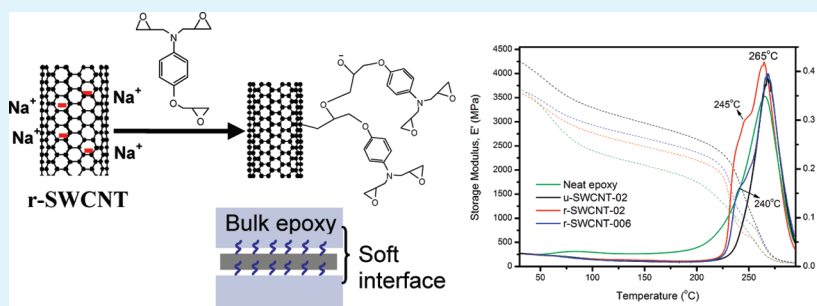 N
O
O
O
O
Na⁺
Na⁺
Na⁺
Na⁺
r-SWCNT
O⁻
O
N
O
O
O
O
N
O
O
Bulk epoxy
Soft
interface
Storage Modulus, E' (MPa)
4500
4000
3500
3000
2500
2000
1500
1000
500
0
0.4
0.3
0.2
0.1
0.0
50
100
150
200
250
Temperature (°C)
265°C
245°C
240°C
Neat epoxy
u-SWCNT-02
r-SWCNT-02
r-SWCNT-006